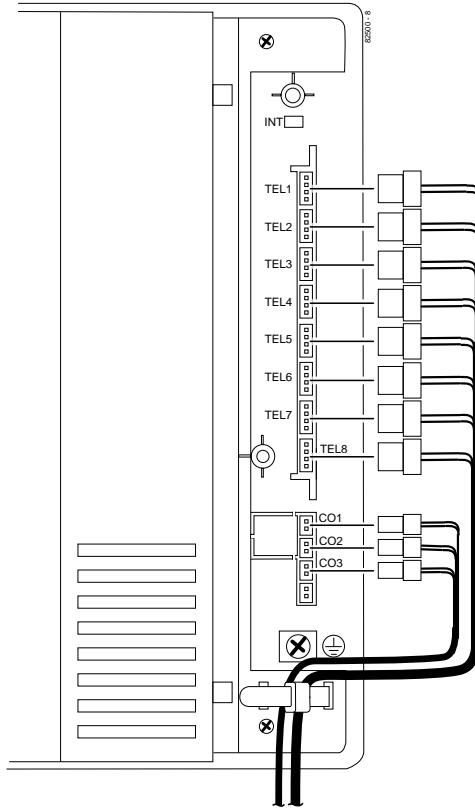 82500 - 8
INT
TEL1
TEL2
TEL3
TEL4
TEL5
TEL6
TEL7
TEL8
CO1
CO2
CO3